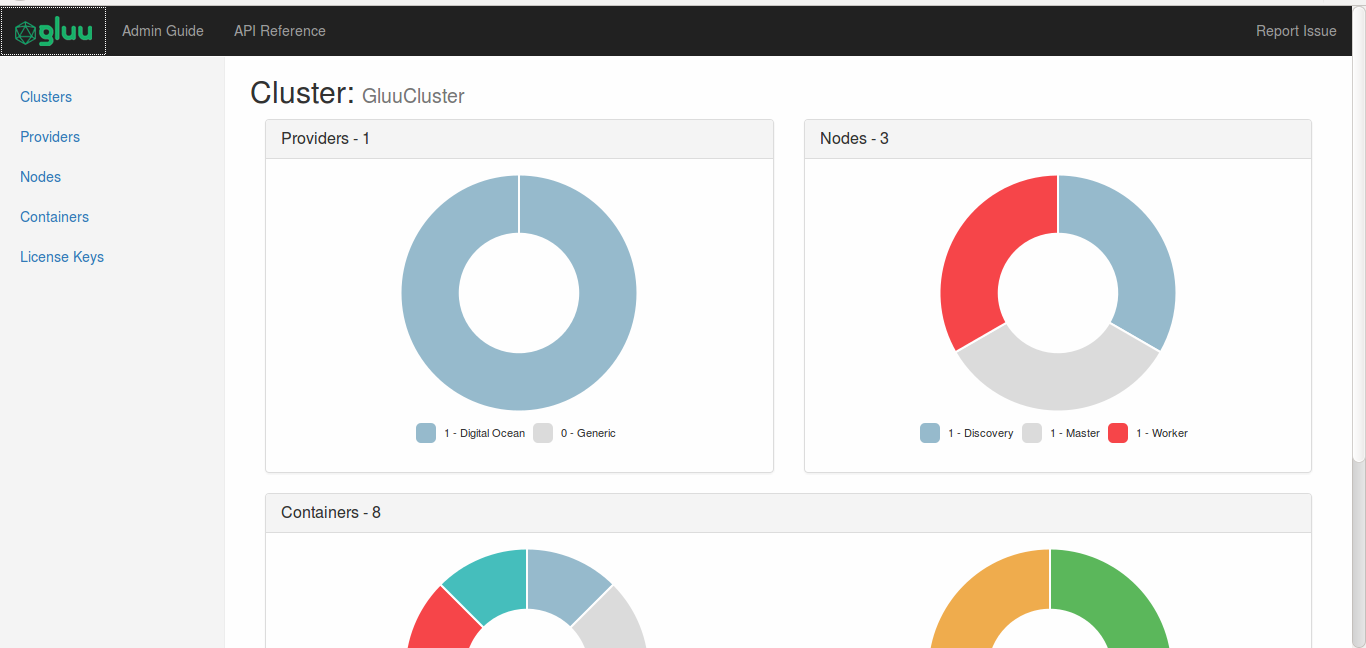 gluu Admin Guide API Reference Report Issue
Clusters
Providers
Nodes
Containers
License Keys
Cluster: GluuCluster
Providers - 1
1 - Digital Ocean 0 - Generic
Nodes - 3
1 - Discovery 1 - Master 1 - Worker
Containers - 8